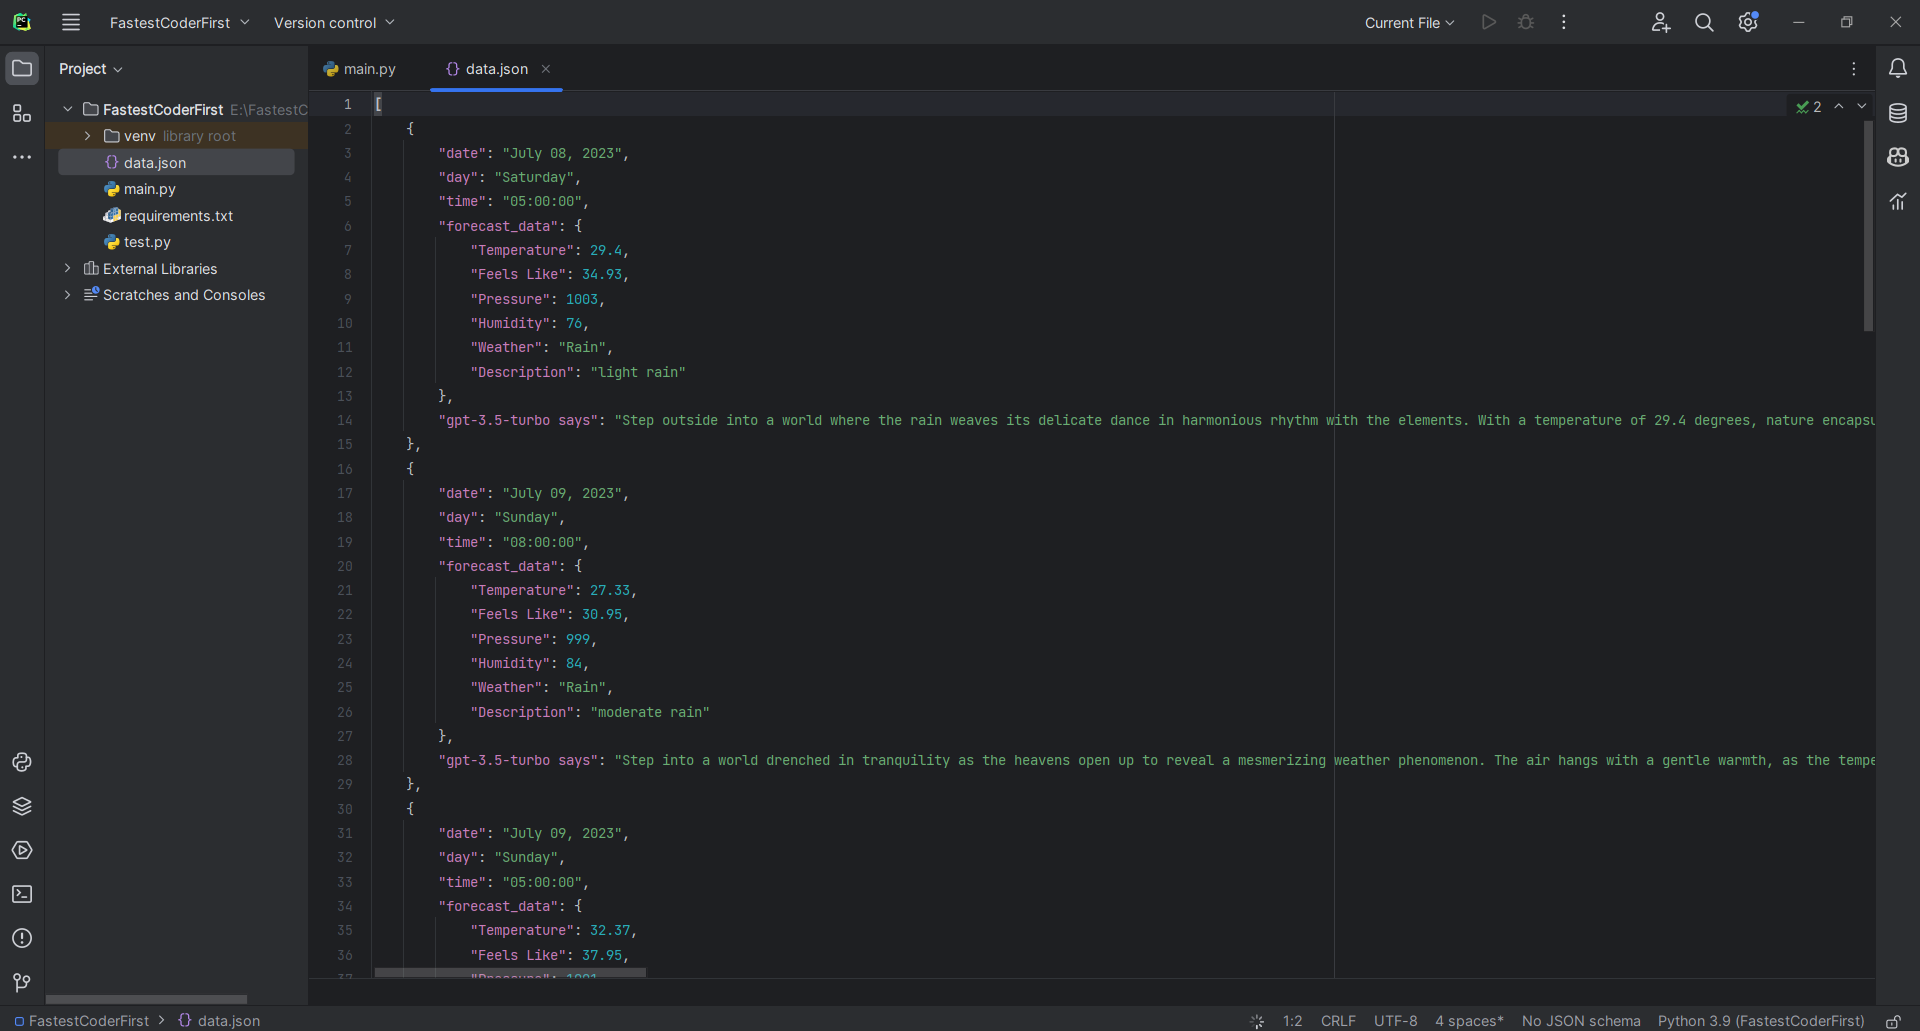 PC
FastestCoderFirst
Version control
Current File
Project
main.py
data.json
FastestCoderFirst E:\FastestC
venv library root
data.json
main.py
requirements.txt
test.py
External Libraries
Scratches and Consoles
2
1 [
2 {
3 "date": "July 08, 2023",
4 "day": "Saturday",
5 "time": "05:00:00",
6 "forecast_data": {
7 "Temperature": 29.4,
8 "Feels Like": 34.93,
9 "Pressure": 1003,
10 "Humidity": 76,
11 "Weather": "Rain",
12 "Description": "light rain"
13 },
14 "gpt-3.5-turbo says": "Step outside into a world where the rain weaves its delicate dance in harmonious rhythm with the elements. With a temperature of 29.4 degrees, nature encapsu
15 },
16 {
17 "date": "July 09, 2023",
18 "day": "Sunday",
19 "time": "08:00:00",
20 "forecast_data": {
21 "Temperature": 27.33,
22 "Feels Like": 30.95,
23 "Pressure": 999,
24 "Humidity": 84,
25 "Weather": "Rain",
26 "Description": "moderate rain"
27 },
28 "gpt-3.5-turbo says": "Step into a world drenched in tranquility as the heavens open up to reveal a mesmerizing weather phenomenon. The air hangs with a gentle warmth, as the tempe
29 },
30 {
31 "date": "July 09, 2023",
32 "day": "Sunday",
33 "time": "05:00:00",
34 "forecast_data": {
35 "Temperature": 32.37,
36 "Feels Like": 37.95,
37 "Pressure": 1001
FastestCoderFirst
data.json
1:2 CRLF UTF-8 4 spaces* No JSON schema Python 3.9 (FastestCoderFirst)